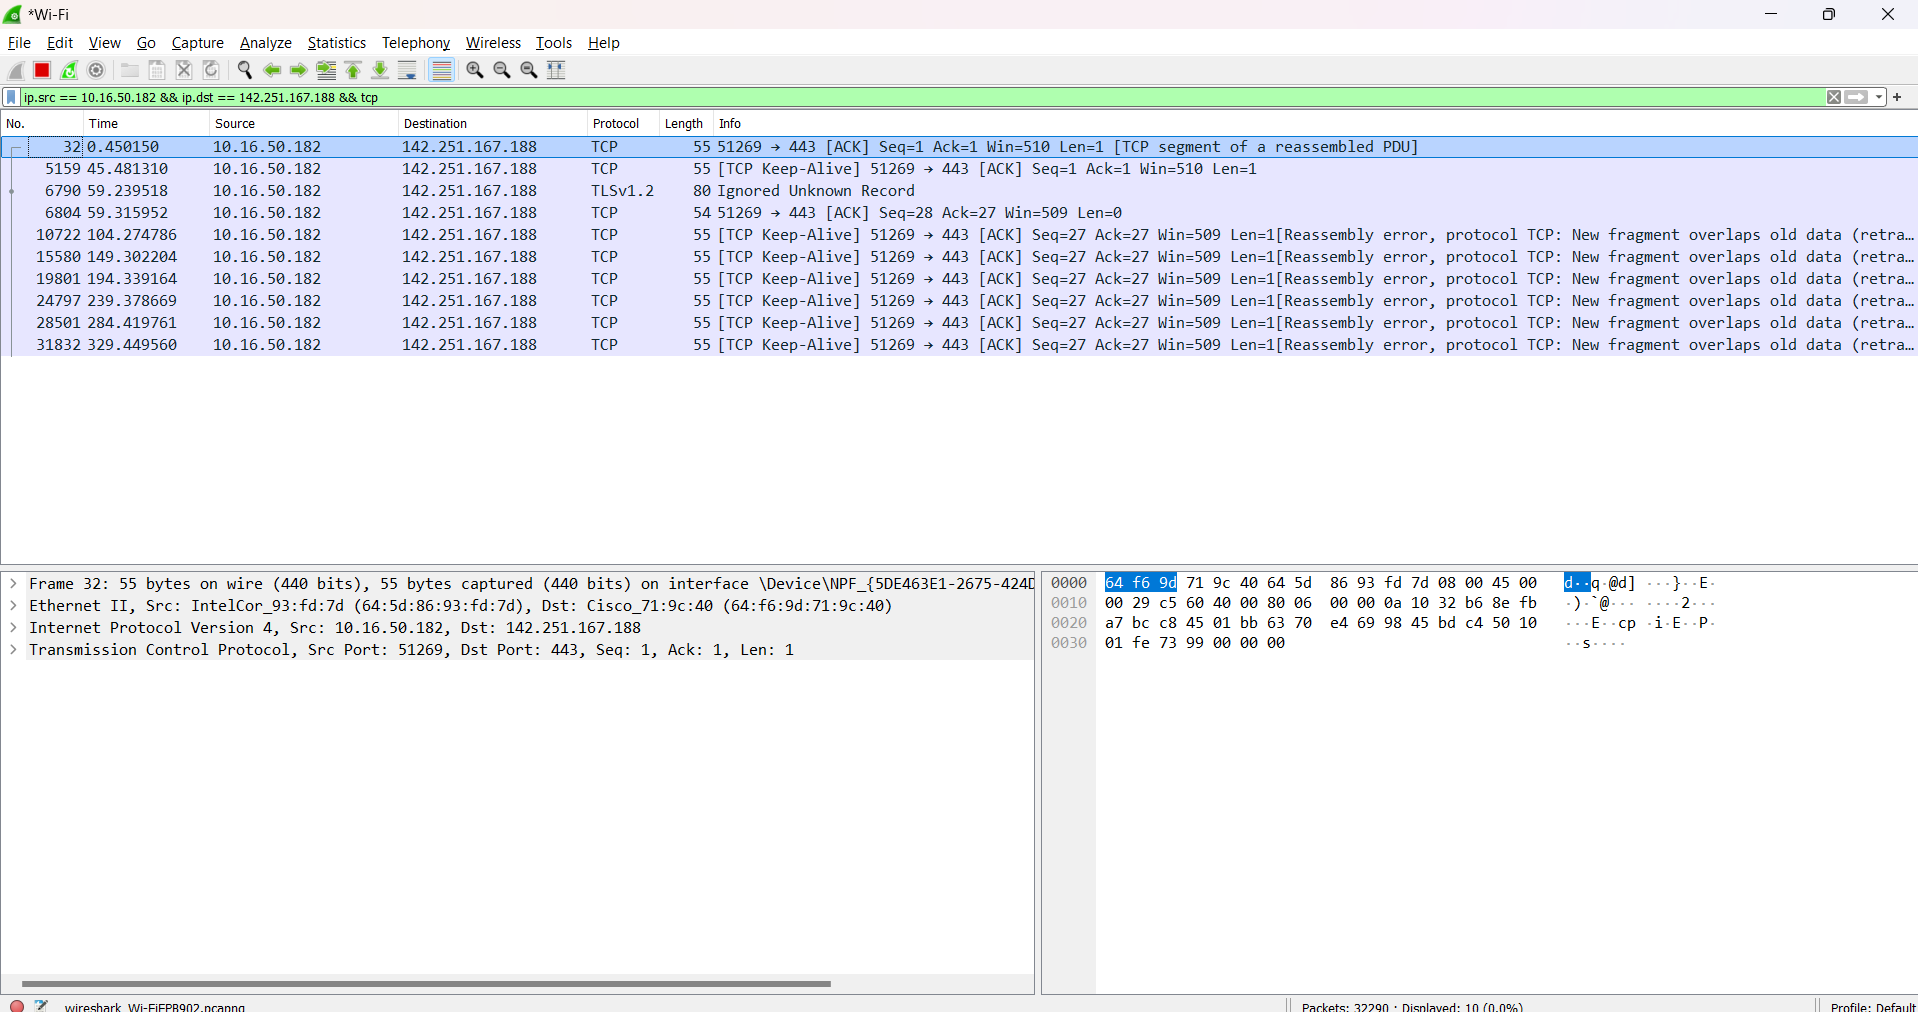 *Wi-Fi
File Edit View Go Capture Analyze Statistics Telephony Wireless Tools Help
ip.src == 10.16.50.182 && ip.dst == 142.251.167.188 && tcp
No. Time Source Destination Protocol Length Info
32 0.450150 10.16.50.182 142.251.167.188 TCP 55 51269 → 443 [ACK] Seq=1 Ack=1 Win=510 Len=1 [TCP segment of a reassembled PDU]
5159 45.481310 10.16.50.182 142.251.167.188 TCP 55 [TCP Keep-Alive] 51269 → 443 [ACK] Seq=1 Ack=1 Win=510 Len=1
6790 59.239518 10.16.50.182 142.251.167.188 TLSv1.2 80 Ignored Unknown Record
6804 59.315952 10.16.50.182 142.251.167.188 TCP 54 51269 → 443 [ACK] Seq=28 Ack=27 Win=509 Len=0
10722 104.274786 10.16.50.182 142.251.167.188 TCP 55 [TCP Keep-Alive] 51269 → 443 [ACK] Seq=27 Ack=27 Win=509 Len=1[Reassembly error, protocol TCP: New fragment overlaps old data (retra…
15580 149.302204 10.16.50.182 142.251.167.188 TCP 55 [TCP Keep-Alive] 51269 → 443 [ACK] Seq=27 Ack=27 Win=509 Len=1[Reassembly error, protocol TCP: New fragment overlaps old data (retra…
19801 194.339164 10.16.50.182 142.251.167.188 TCP 55 [TCP Keep-Alive] 51269 → 443 [ACK] Seq=27 Ack=27 Win=509 Len=1[Reassembly error, protocol TCP: New fragment overlaps old data (retra…
24797 239.378669 10.16.50.182 142.251.167.188 TCP 55 [TCP Keep-Alive] 51269 → 443 [ACK] Seq=27 Ack=27 Win=509 Len=1[Reassembly error, protocol TCP: New fragment overlaps old data (retra…
28501 284.419761 10.16.50.182 142.251.167.188 TCP 55 [TCP Keep-Alive] 51269 → 443 [ACK] Seq=27 Ack=27 Win=509 Len=1[Reassembly error, protocol TCP: New fragment overlaps old data (retra…
31832 329.449560 10.16.50.182 142.251.167.188 TCP 55 [TCP Keep-Alive] 51269 → 443 [ACK] Seq=27 Ack=27 Win=509 Len=1[Reassembly error, protocol TCP: New fragment overlaps old data (retra…
Frame 32: 55 bytes on wire (440 bits), 55 bytes captured (440 bits) on interface \Device\NPF_{5DE463E1-2675-424D
Ethernet II, Src: IntelCor_93:fd:7d (64:5d:86:93:fd:7d), Dst: Cisco_71:9c:40 (64:f6:9d:71:9c:40)
Internet Protocol Version 4, Src: 10.16.50.182, Dst: 142.251.167.188
Transmission Control Protocol, Src Port: 51269, Dst Port: 443, Seq: 1, Ack: 1, Len: 1
0000 64 f6 9d 71 9c 40 64 5d 86 93 fd 7d 08 00 45 00 d··q·@d] ···}··E·
0010 00 29 c5 60 40 00 80 06 00 00 0a 10 32 b6 8e fb ·)·`@··· ····2···
0020 a7 bc c8 45 01 bb 63 70 e4 69 98 45 bd c4 50 10 ···E··cp ·i·E··P·
0030 01 fe 73 99 00 00 00 ··s····
wireshark_Wi-FiFPR902.pcapng
Packets: 32290 · Displayed: 10 (0.0%)
Profile: Default